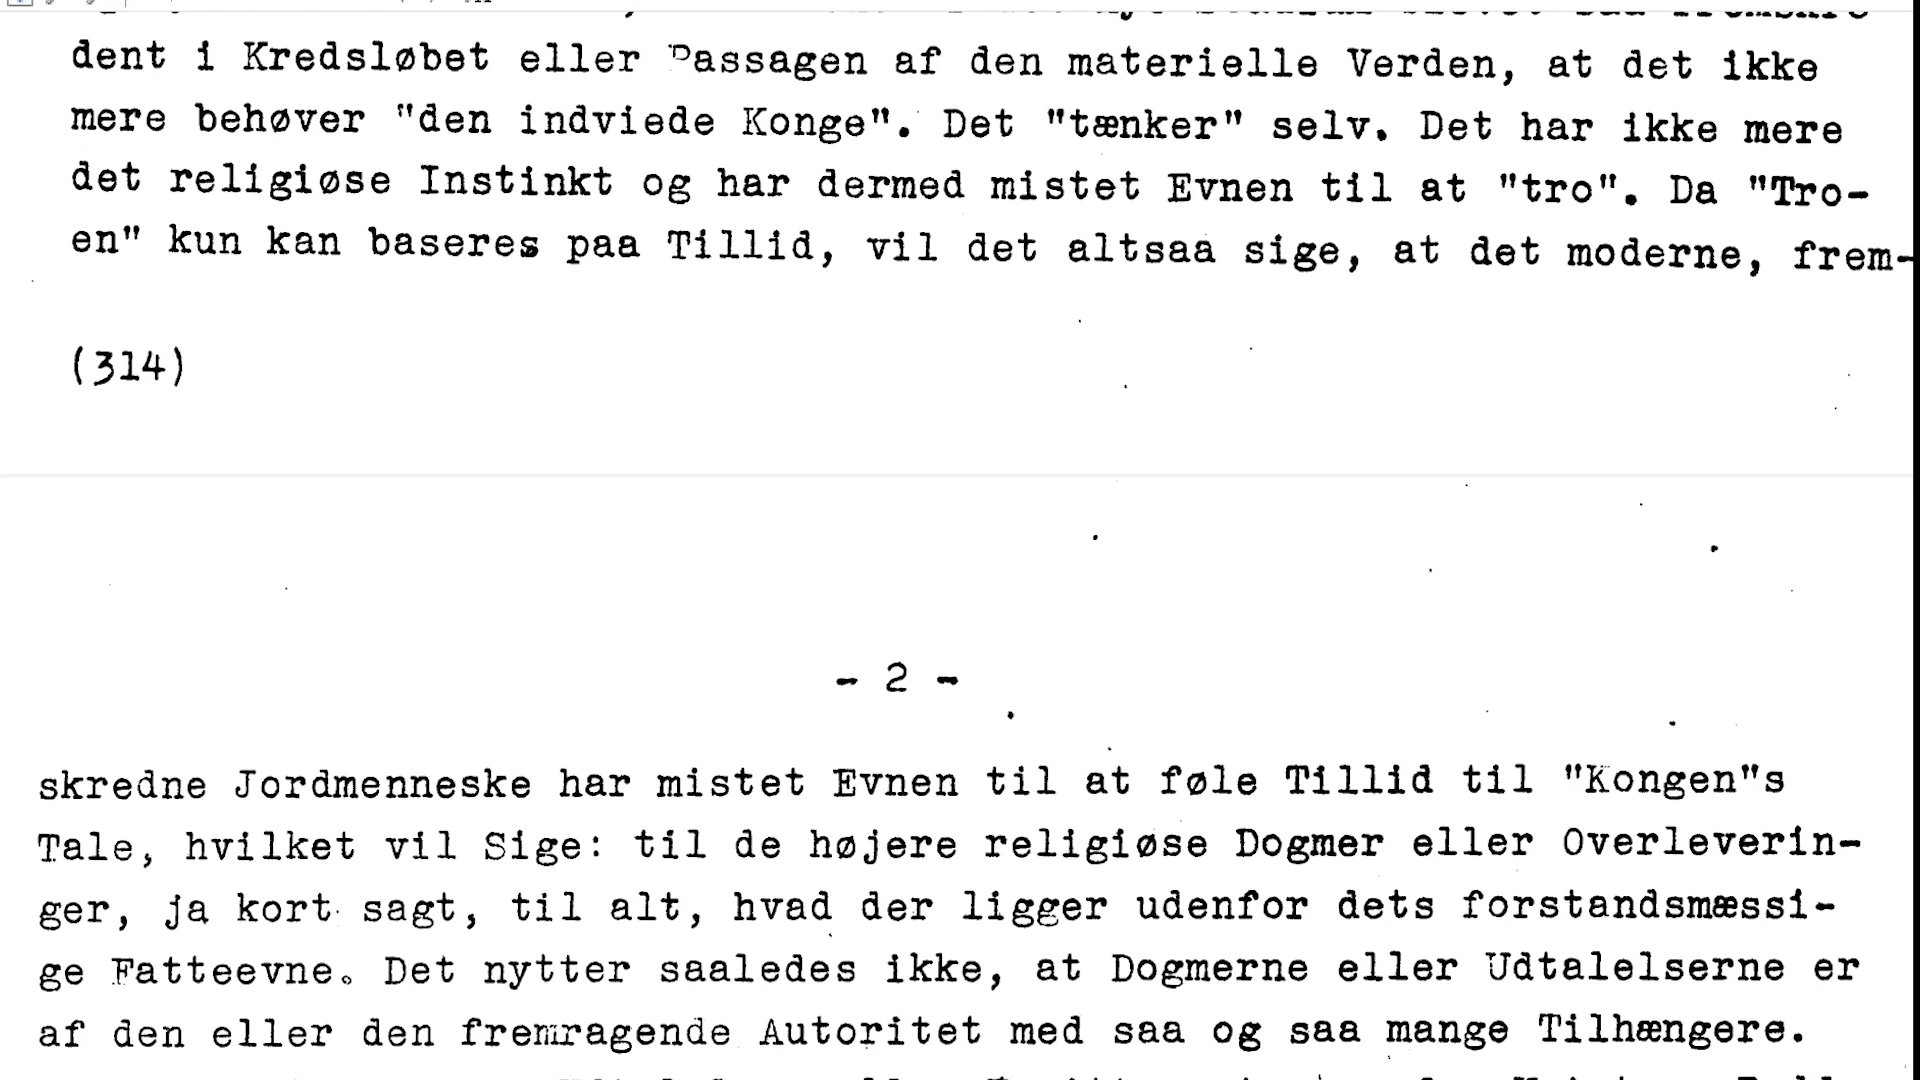 dent i Kredsløbet eller Passagen af den materielle Verden, at det ikke
mere behøver "den indviede Konge". Det "tænker" selv. Det har ikke mere
det religiøse Instinkt og har dermed mistet Evnen til at "tro". Da "Tro-
en" kun kan baseres paa Tillid, vil det altsaa sige, at det moderne, frem-
(314)
- 2 -
skredne Jordmenneske har mistet Evnen til at føle Tillid til "Kongen"s
Tale, hvilket vil Sige: til de højere religiøse Dogmer eller Overleverin-
ger, ja kort sagt, til alt, hvad der ligger udenfor dets forstandsmæssi-
ge Fatteevne. Det nytter saaledes ikke, at Dogmerne eller Udtalelserne er
af den eller den fremragende Autoritet med saa og saa mange Tilhængere.